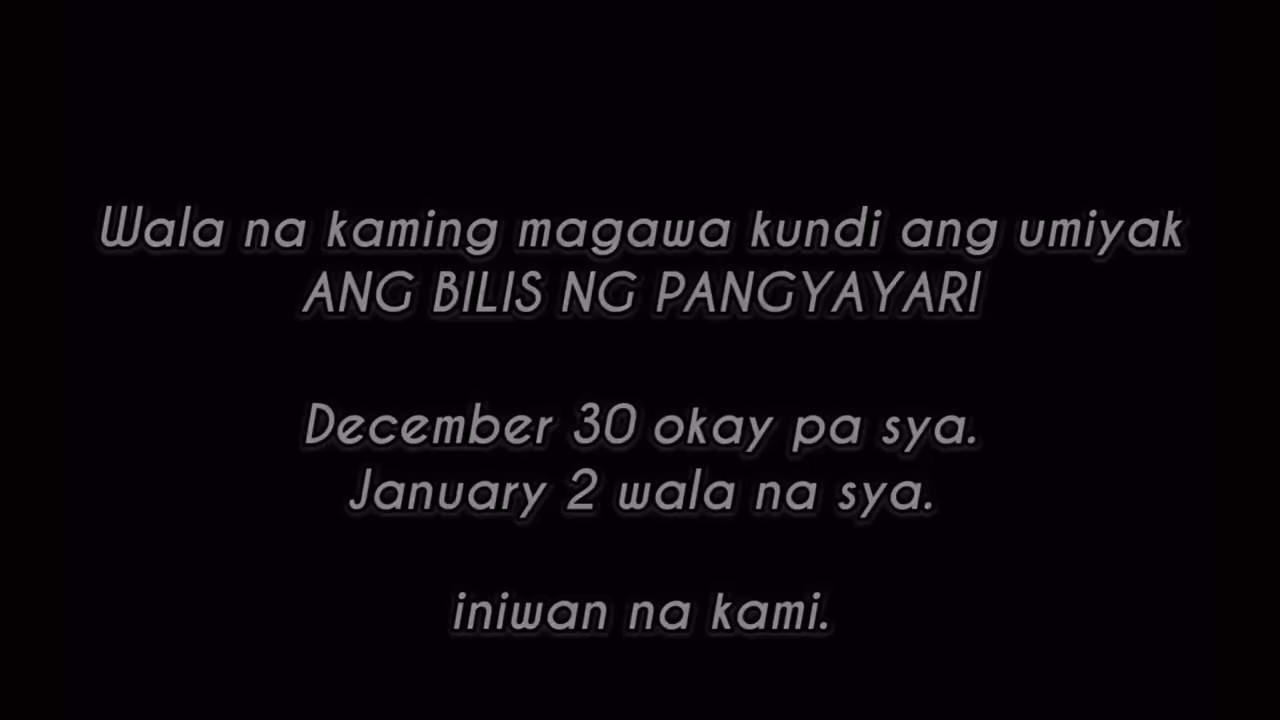 Wala na kaming magawa kundi ang umiyak
ANG BILIS NG PANGYAYARI
December 30 okay pa sya.
January 2 wala na sya.
iniwan na kami.